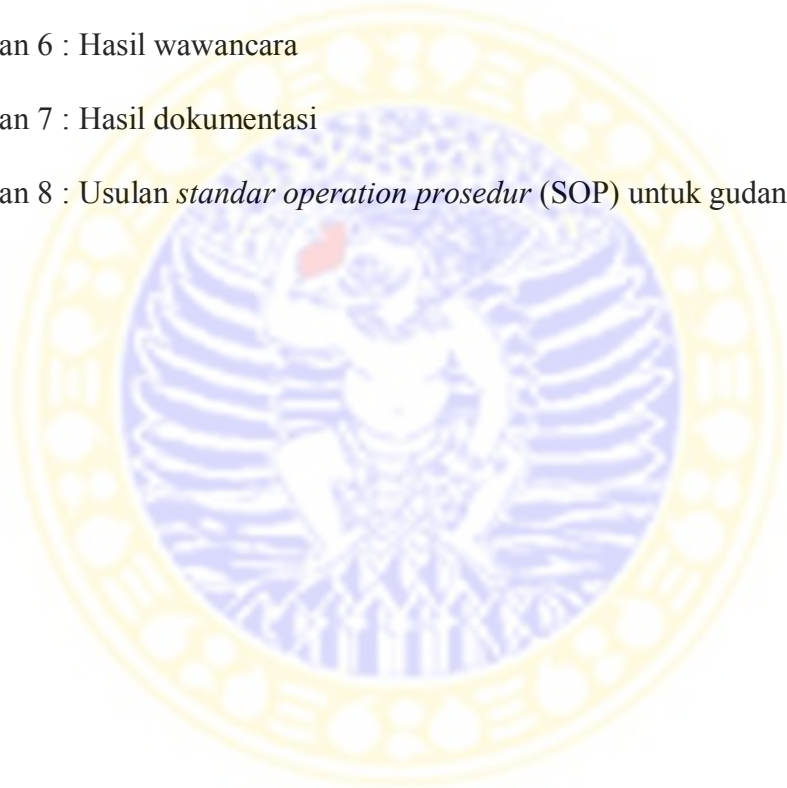 an 6 : Hasil wawancara
an 7 : Hasil dokumentasi
an 8 : Usulan standar operation prosedur (SOP) untuk gudan